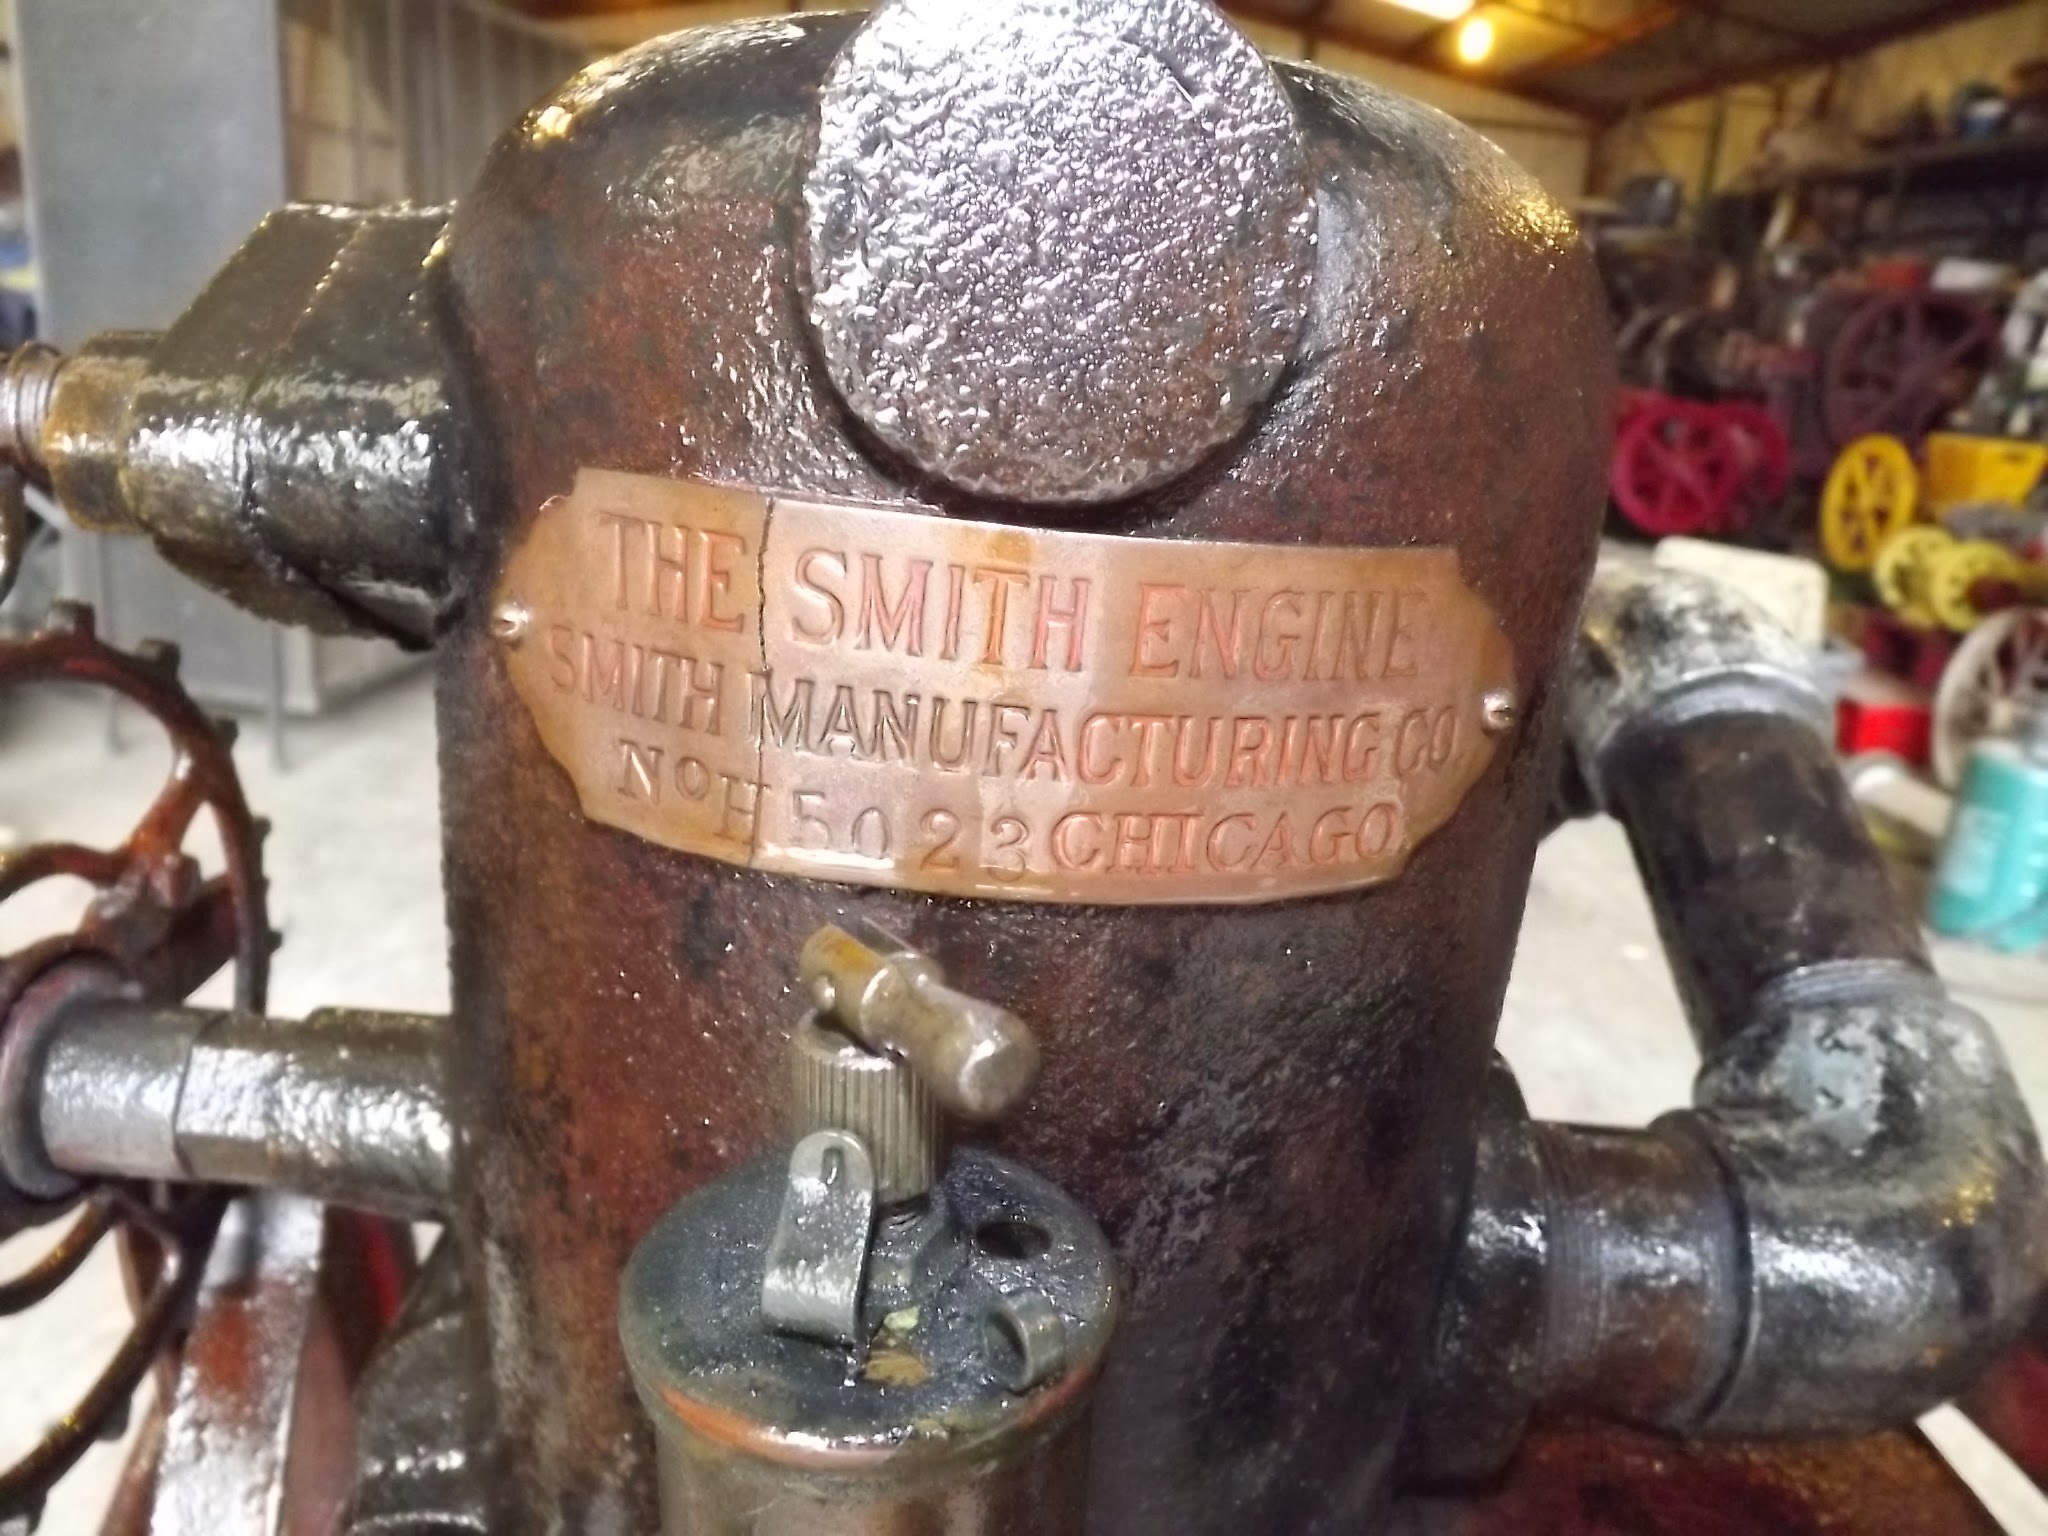 THE SMITH ENGINE
SMITH MANUFACTURING CO.
No H 5023 CHICAGO